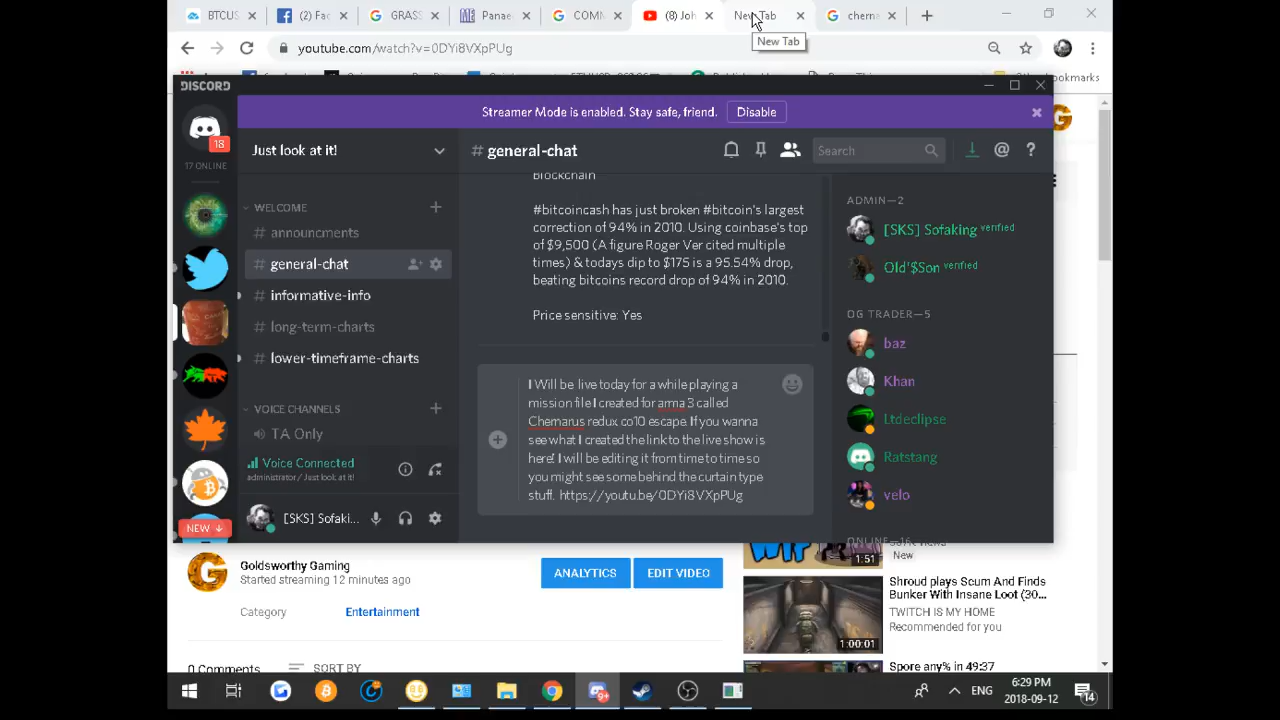 BTCUS
(2) Fac
GRASS
Panae
COMM
(8) Joh
New Tab
cherna
New Tab
youtube.com/watch?v=0DYi8VXpPUg
DISCORD
Streamer Mode is enabled. Stay safe, friend.
Disable
18
17 ONLINE
NEW
Just look at it!
WELCOME
# announcments
# general-chat
# informative-info
# long-term-charts
# lower-timeframe-charts
VOICE CHANNELS
TA Only
Voice Connected
administrator / Just look at it!
[SKS] Sofaki...
# general-chat
Search
Blockchain
#bitcoincash has just broken #bitcoin's largest
correction of 94% in 2010. Using coinbase's top
of $9,500 (A figure Roger Ver cited multiple
times) & todays dip to $175 is a 95.54% drop,
beating bitcoins record drop of 94% in 2010.
Price sensitive: Yes
I Will be live today for a while playing a
mission file I created for arma 3 called
Chernarus redux co10 escape. If you wanna
see what I created the link to the live show is
here! I will be editing it from time to time so
you might see some behind the curtain type
stuff. https://youtu.be/0DYi8VXpPUg
ADMIN—2
[SKS] Sofaking verified
Old'$Son verified
OG TRADER—5
baz
Khan
Ltdeclipse
Ratstang
velo
ONLINE—16
Goldsworthy Gaming
Started streaming 12 minutes ago
ANALYTICS
EDIT VIDEO
Category
Entertainment
0 Comments
SORT BY
1:51
New
Shroud plays Scum And Finds
Bunker With Insane Loot (30...
TWITCH IS MY HOME
Recommended for you
1:00:01
Spore any% in 49:37
9+
ENG
6:29 PM
2018-09-12
14